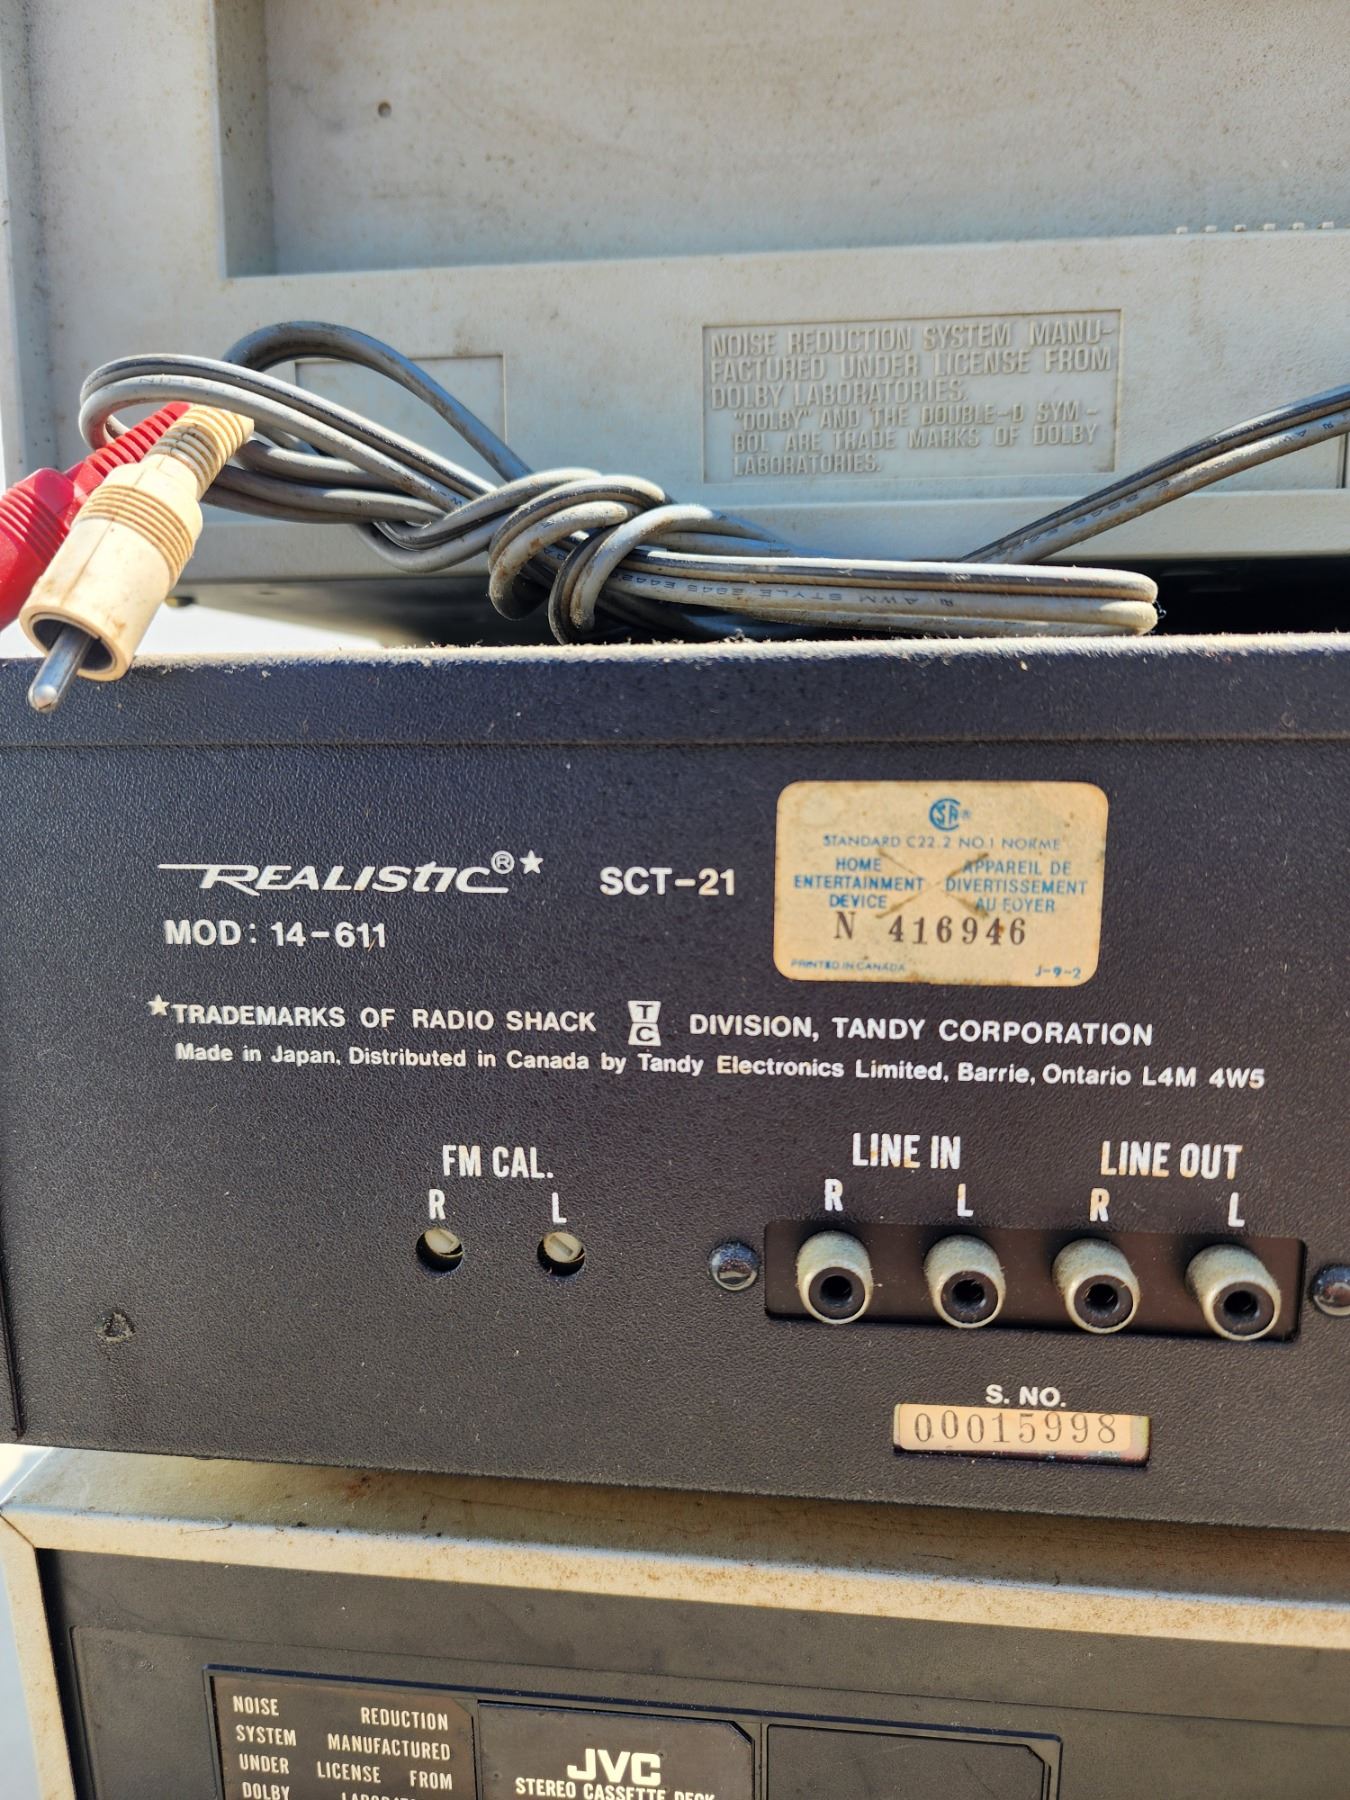 NOISE REDUCTION SYSTEM MANU-
FACTURED UNDER LICENSE FROM
DOLBY LABORATORIES.
"DOLBY" AND THE DOUBLE-D SYM-
BOL ARE TRADE MARKS OF DOLBY
LABORATORIES.
AWM STYLE
REALISTIC®★ SCT-21
MOD: 14-611
CSA®
STANDARD C22.2 NO.1 NORME
HOME APPAREIL DE
ENTERTAINMENT DIVERTISSEMENT
DEVICE AU FOYER
N 416946
PRINTED IN CANADA J-9-2
★TRADEMARKS OF RADIO SHACK TC DIVISION, TANDY CORPORATION
Made in Japan, Distributed in Canada by Tandy Electronics Limited, Barrie, Ontario L4M 4W5
FM CAL. LINE IN LINE OUT
R L R L R L
S. NO.
00015998
NOISE REDUCTION
SYSTEM MANUFACTURED
UNDER LICENSE FROM
DOLBY
JVC
STEREO CASSETTE DECK